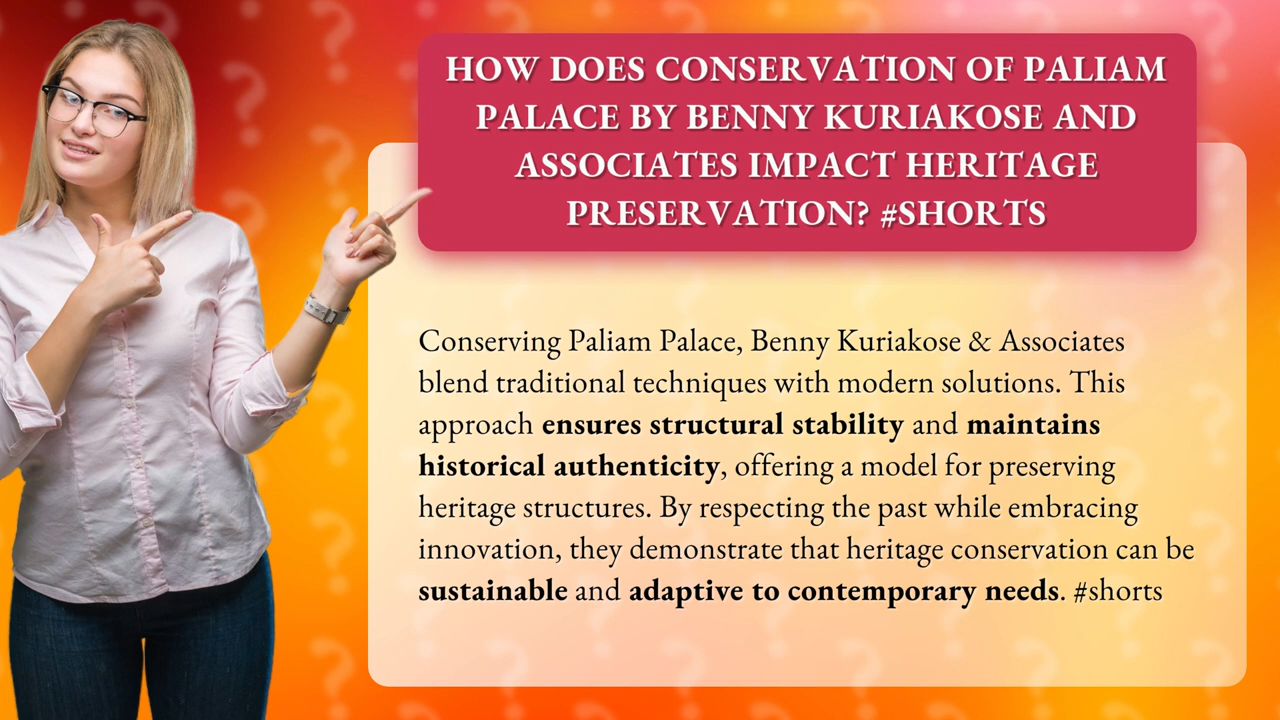 HOW DOES CONSERVATION OF PALIAM
PALACE BY BENNY KURIAKOSE AND
ASSOCIATES IMPACT HERITAGE
PRESERVATION? #SHORTS
Conserving Paliam Palace, Benny Kuriakose & Associates
blend traditional techniques with modern solutions. This
approach ensures structural stability and maintains
historical authenticity, offering a model for preserving
heritage structures. By respecting the past while embracing
innovation, they demonstrate that heritage conservation can be
sustainable and adaptive to contemporary needs. #shorts